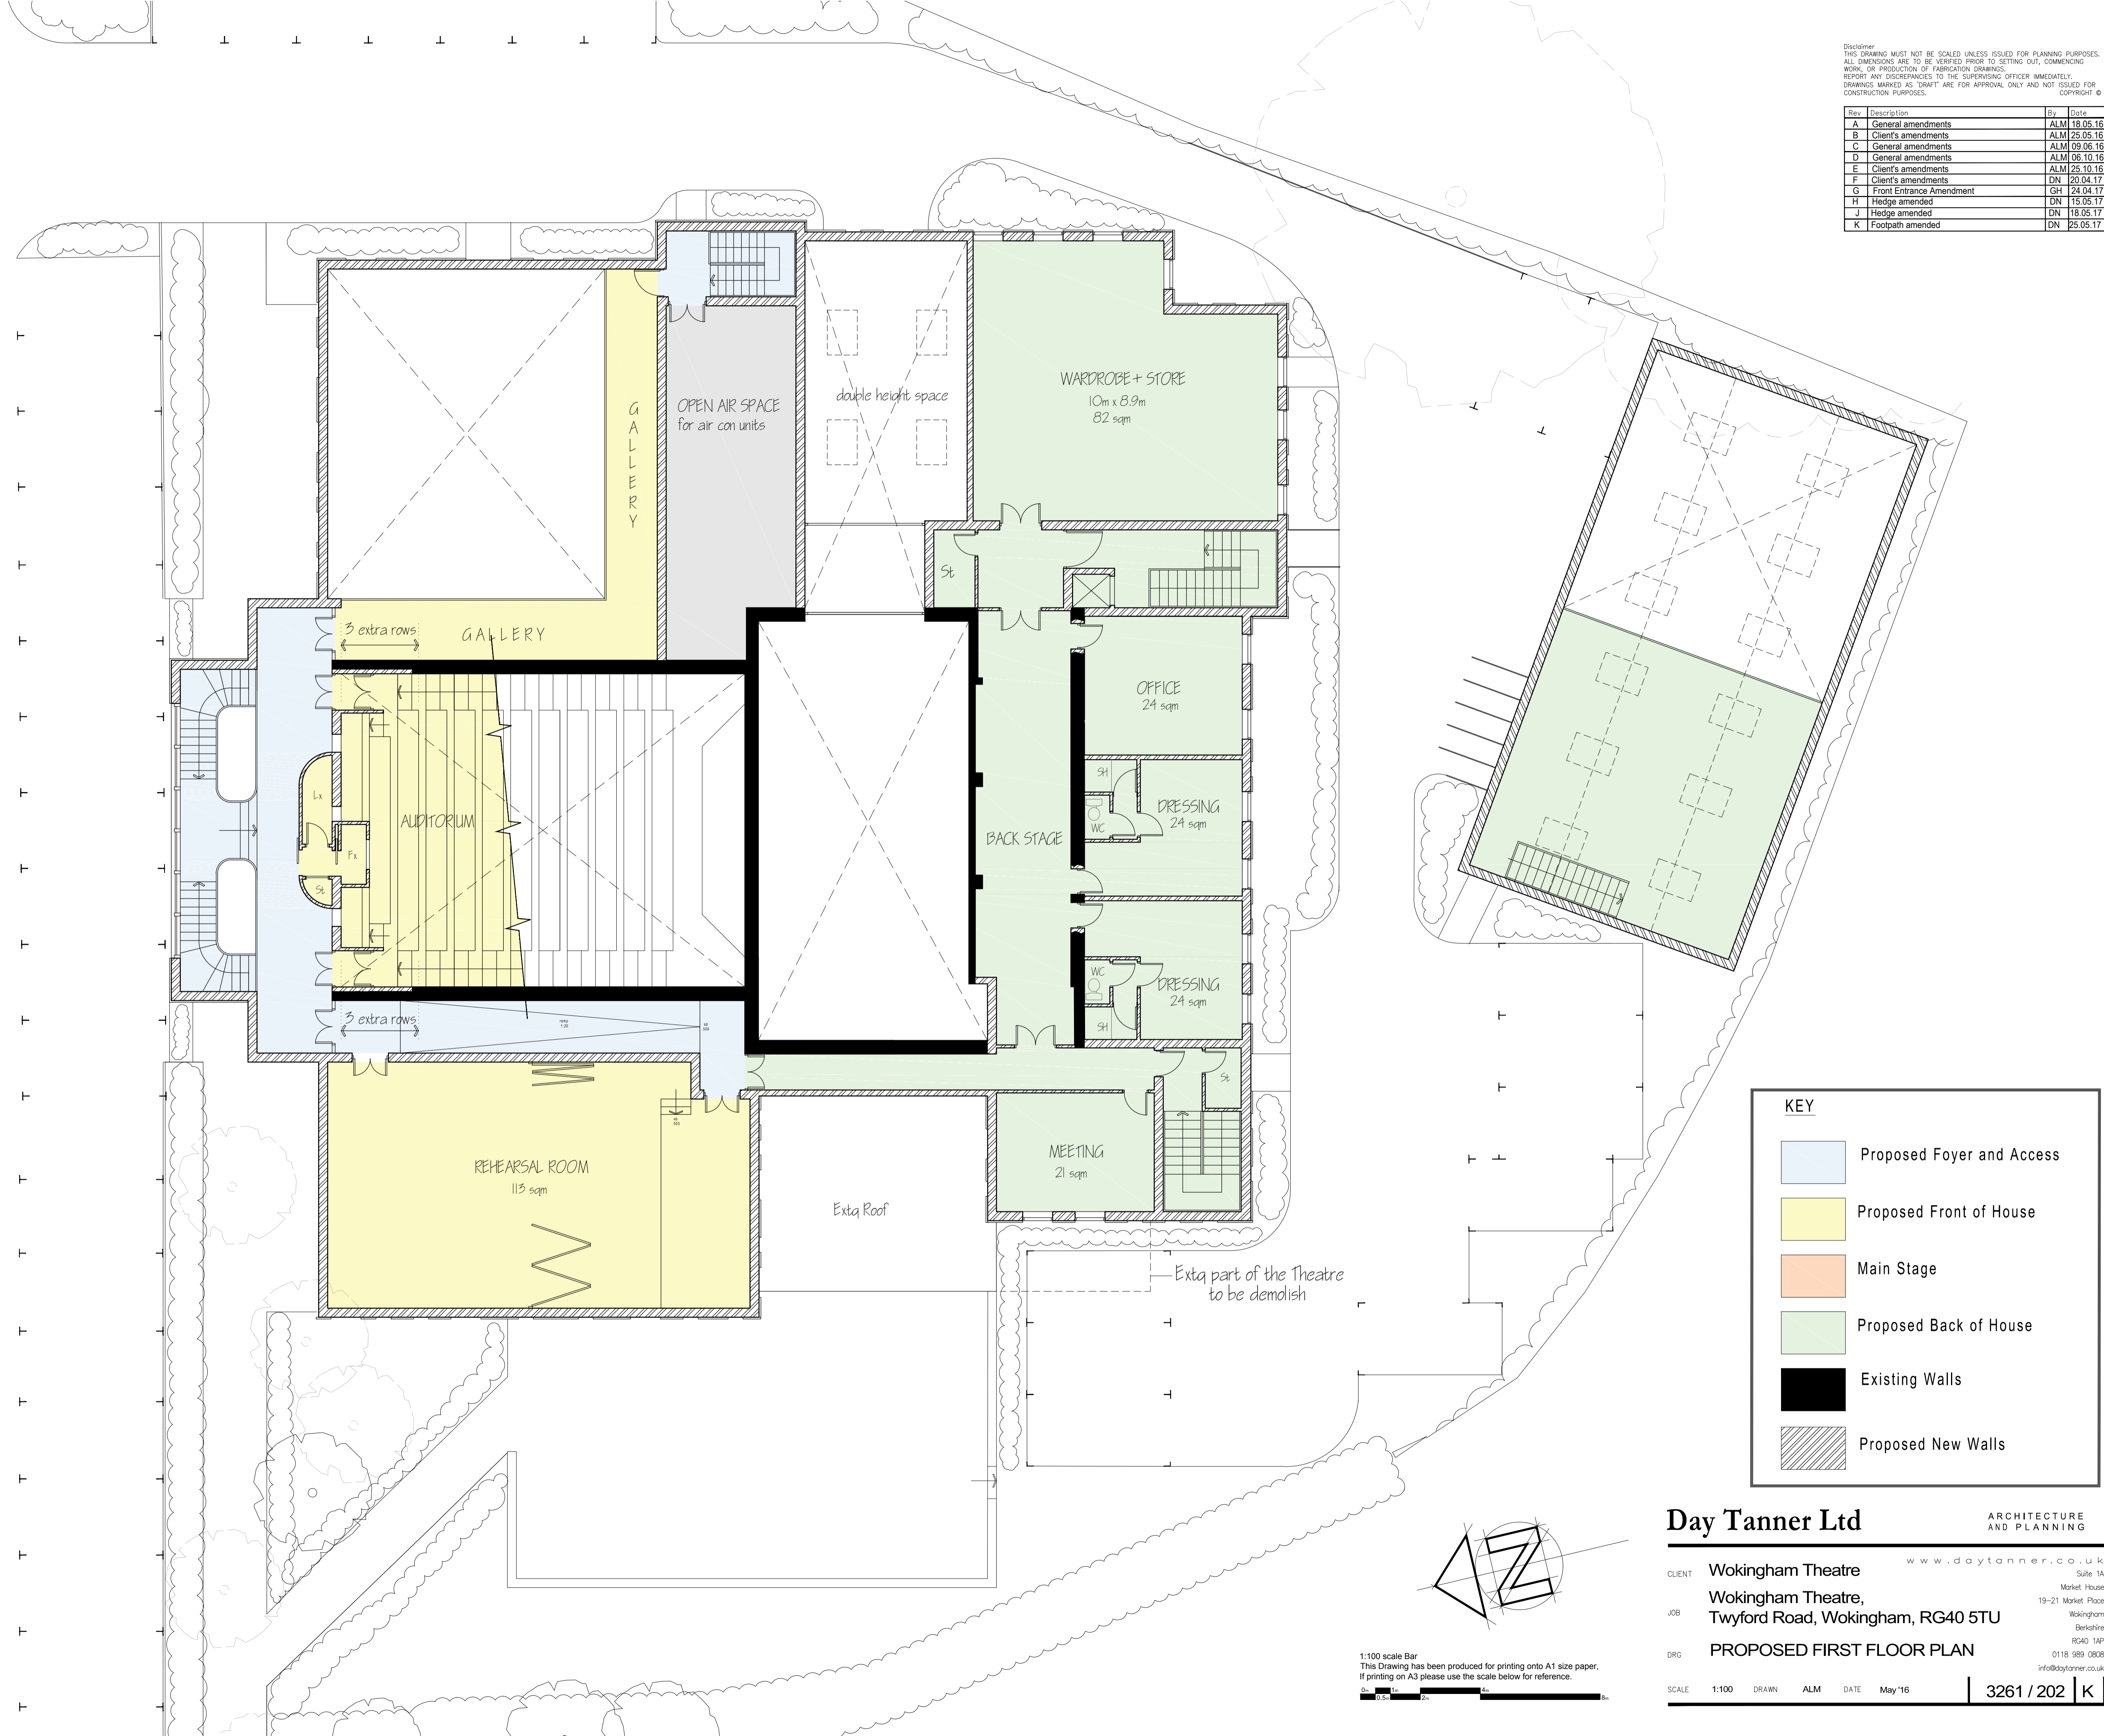 Disclaimer
THIS DRAWING MUST NOT BE SCALED UNLESS ISSUED FOR PLANNING PURPOSES.
ALL DIMENSIONS ARE TO BE VERIFIED PRIOR TO SETTING OUT, COMMENCING
WORK, OR PRODUCTION OF FABRICATION DRAWINGS.
REPORT ANY DISCREPANCIES TO THE SUPERVISING OFFICER IMMEDIATELY.
DRAWINGS MARKED AS "DRAFT" ARE FOR APPROVAL ONLY AND NOT ISSUED FOR
CONSTRUCTION PURPOSES. COPYRIGHT ©
Rev Description By Date
A General amendments ALM 18.05.16
B Client's amendments ALM 25.05.16
C General amendments ALM 09.06.16
D General amendments ALM 06.10.16
E Client's amendments ALM 25.10.16
F Client's amendments DN 20.04.17
G Front Entrance Amendment GH 24.04.17
H Hedge amended DN 15.05.17
J Hedge amended DN 18.05.17
K Footpath amended DN 25.05.17
GALLERY
OPEN AIR SPACE
for air con units
double height space
WARDROBE + STORE
10m x 8.9m
82 sqm
St
3 extra rows
GALLERY
OFFICE
24 sqm
Lx
AUDITORIUM
Fx
St
BACK STAGE
SH
WC
DRESSING
24 sqm
WC
DRESSING
24 sqm
SH
3 extra rows
ramp
1:20
St
REHEARSAL ROOM
113 sqm
up
500
MEETING
21 sqm
Extg Roof
Extg part of the Theatre
to be demolish
KEY
Proposed Foyer and Access
Proposed Front of House
Main Stage
Proposed Back of House
Existing Walls
Proposed New Walls
N
1:100 scale Bar
This Drawing has been produced for printing onto A1 size paper,
If printing on A3 please use the scale below for reference.
0m 1m 4m
0.5m 2m 8m
Day Tanner Ltd
ARCHITECTURE
AND PLANNING
www.daytanner.co.uk
Suite 1A
Market House
19-21 Market Place
Wokingham
Berkshire
RG40 1AP
0118 989 0808
info@daytanner.co.uk
CLIENT Wokingham Theatre
JOB Wokingham Theatre,
Twyford Road, Wokingham, RG40 5TU
DRG PROPOSED FIRST FLOOR PLAN
SCALE 1:100 DRAWN ALM DATE May '16 3261 / 202 K